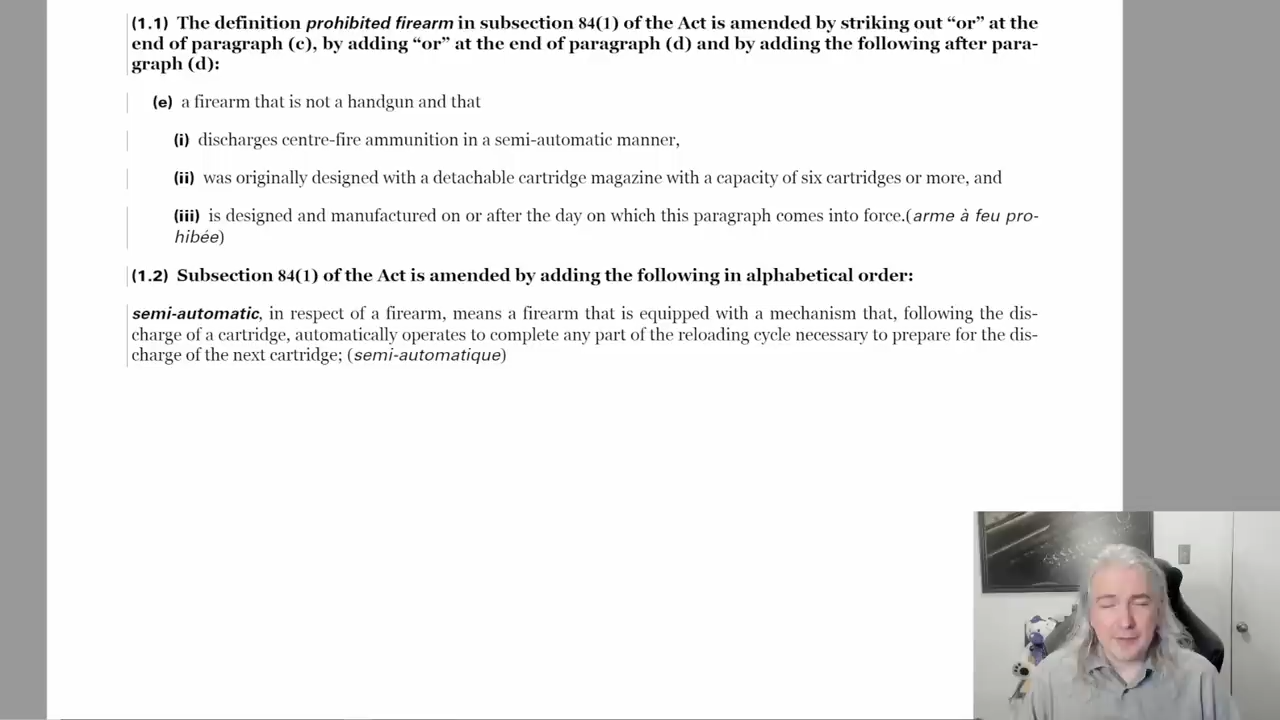 (1.1) The definition prohibited firearm in subsection 84(1) of the Act is amended by striking out “or” at the
end of paragraph (c), by adding “or” at the end of paragraph (d) and by adding the following after para-
graph (d):
(e) a firearm that is not a handgun and that
(i) discharges centre-fire ammunition in a semi-automatic manner,
(ii) was originally designed with a detachable cartridge magazine with a capacity of six cartridges or more, and
(iii) is designed and manufactured on or after the day on which this paragraph comes into force.(arme à feu pro-
hibée)
(1.2) Subsection 84(1) of the Act is amended by adding the following in alphabetical order:
semi-automatic, in respect of a firearm, means a firearm that is equipped with a mechanism that, following the dis-
charge of a cartridge, automatically operates to complete any part of the reloading cycle necessary to prepare for the dis-
charge of the next cartridge; (semi-automatique)